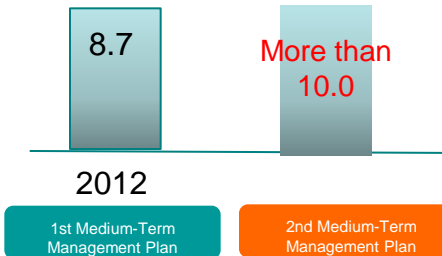 8.7
More than
10.0
2012
1st Medium-Term
Management Plan
2nd Medium-Term
Management Plan